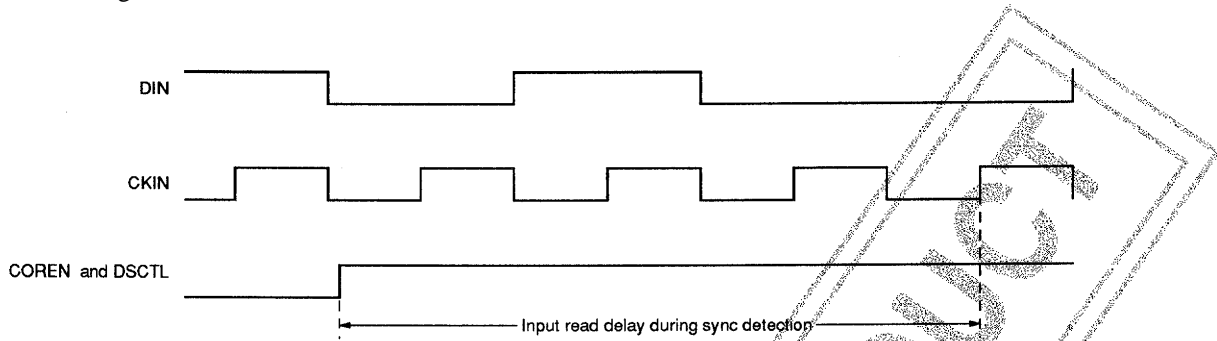 DIN
CKIN
COREN and DSCTL
Input read delay during sync detection